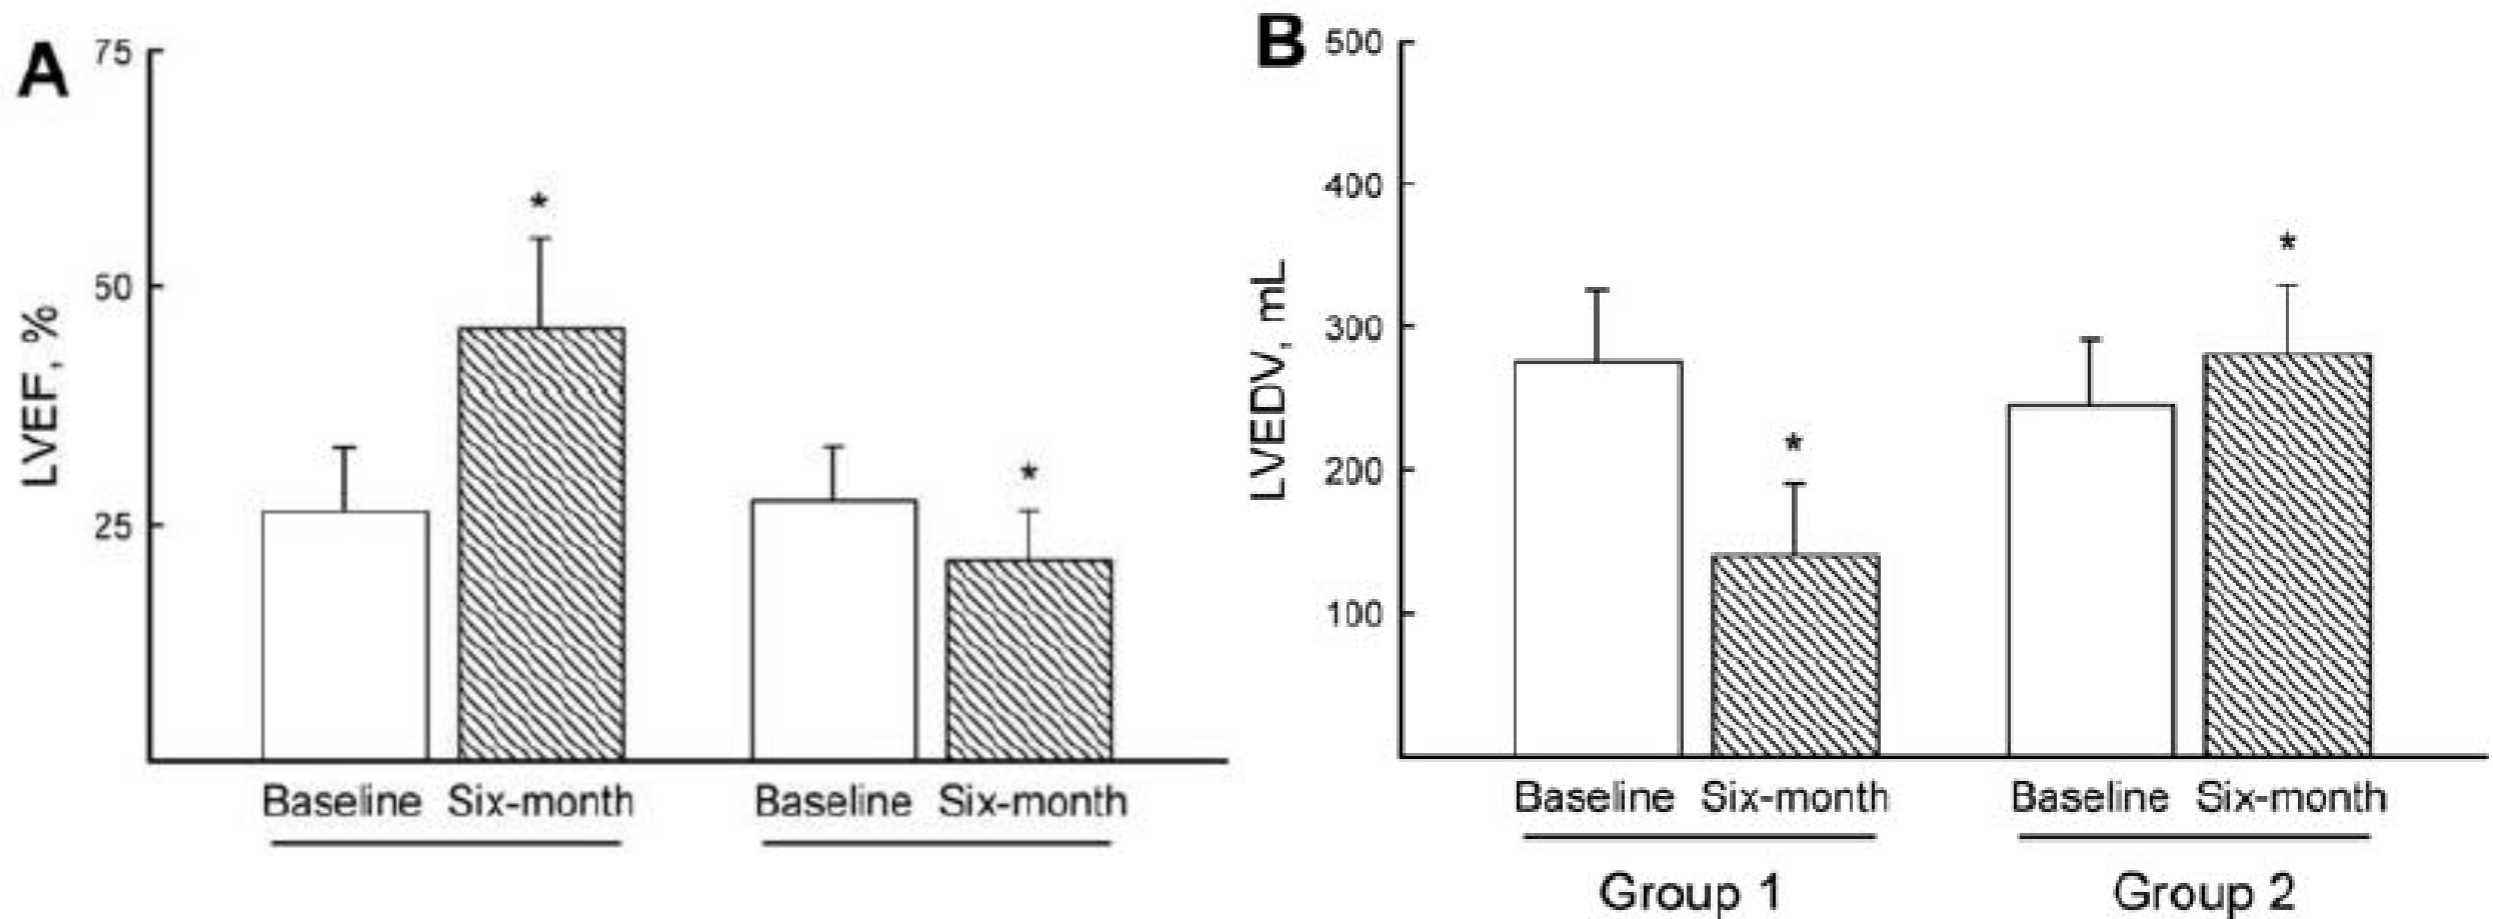 A
75
50
25
LVEF, %
*
*
Baseline Six-month Baseline Six-month
B
500
400
300
200
100
LVEDV, mL
*
*
Baseline Six-month Baseline Six-month
Group 1 Group 2